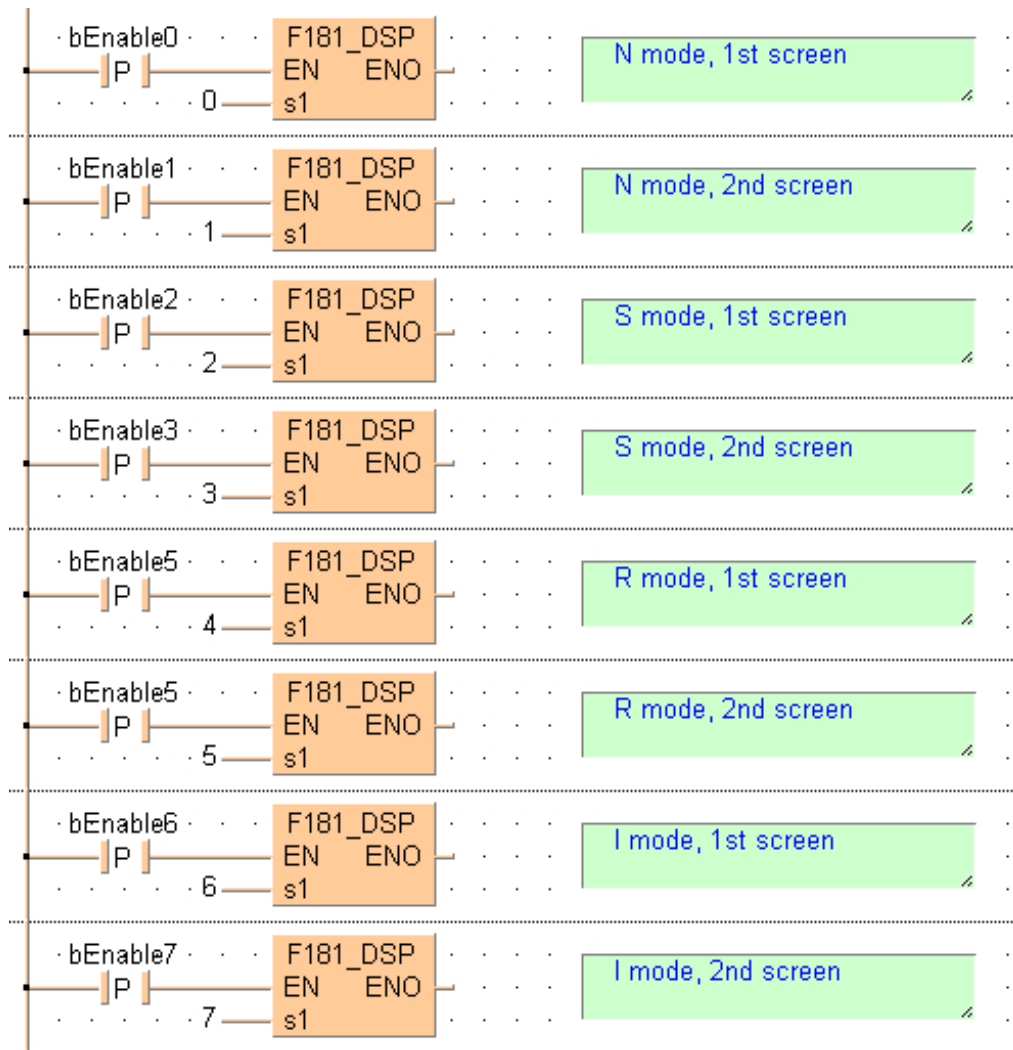 bEnable0 F181_DSP N mode, 1st screen
P EN ENO
0 s1
bEnable1 F181_DSP N mode, 2nd screen
P EN ENO
1 s1
bEnable2 F181_DSP S mode, 1st screen
P EN ENO
2 s1
bEnable3 F181_DSP S mode, 2nd screen
P EN ENO
3 s1
bEnable5 F181_DSP R mode, 1st screen
P EN ENO
4 s1
bEnable5 F181_DSP R mode, 2nd screen
P EN ENO
5 s1
bEnable6 F181_DSP I mode, 1st screen
P EN ENO
6 s1
bEnable7 F181_DSP I mode, 2nd screen
P EN ENO
7 s1